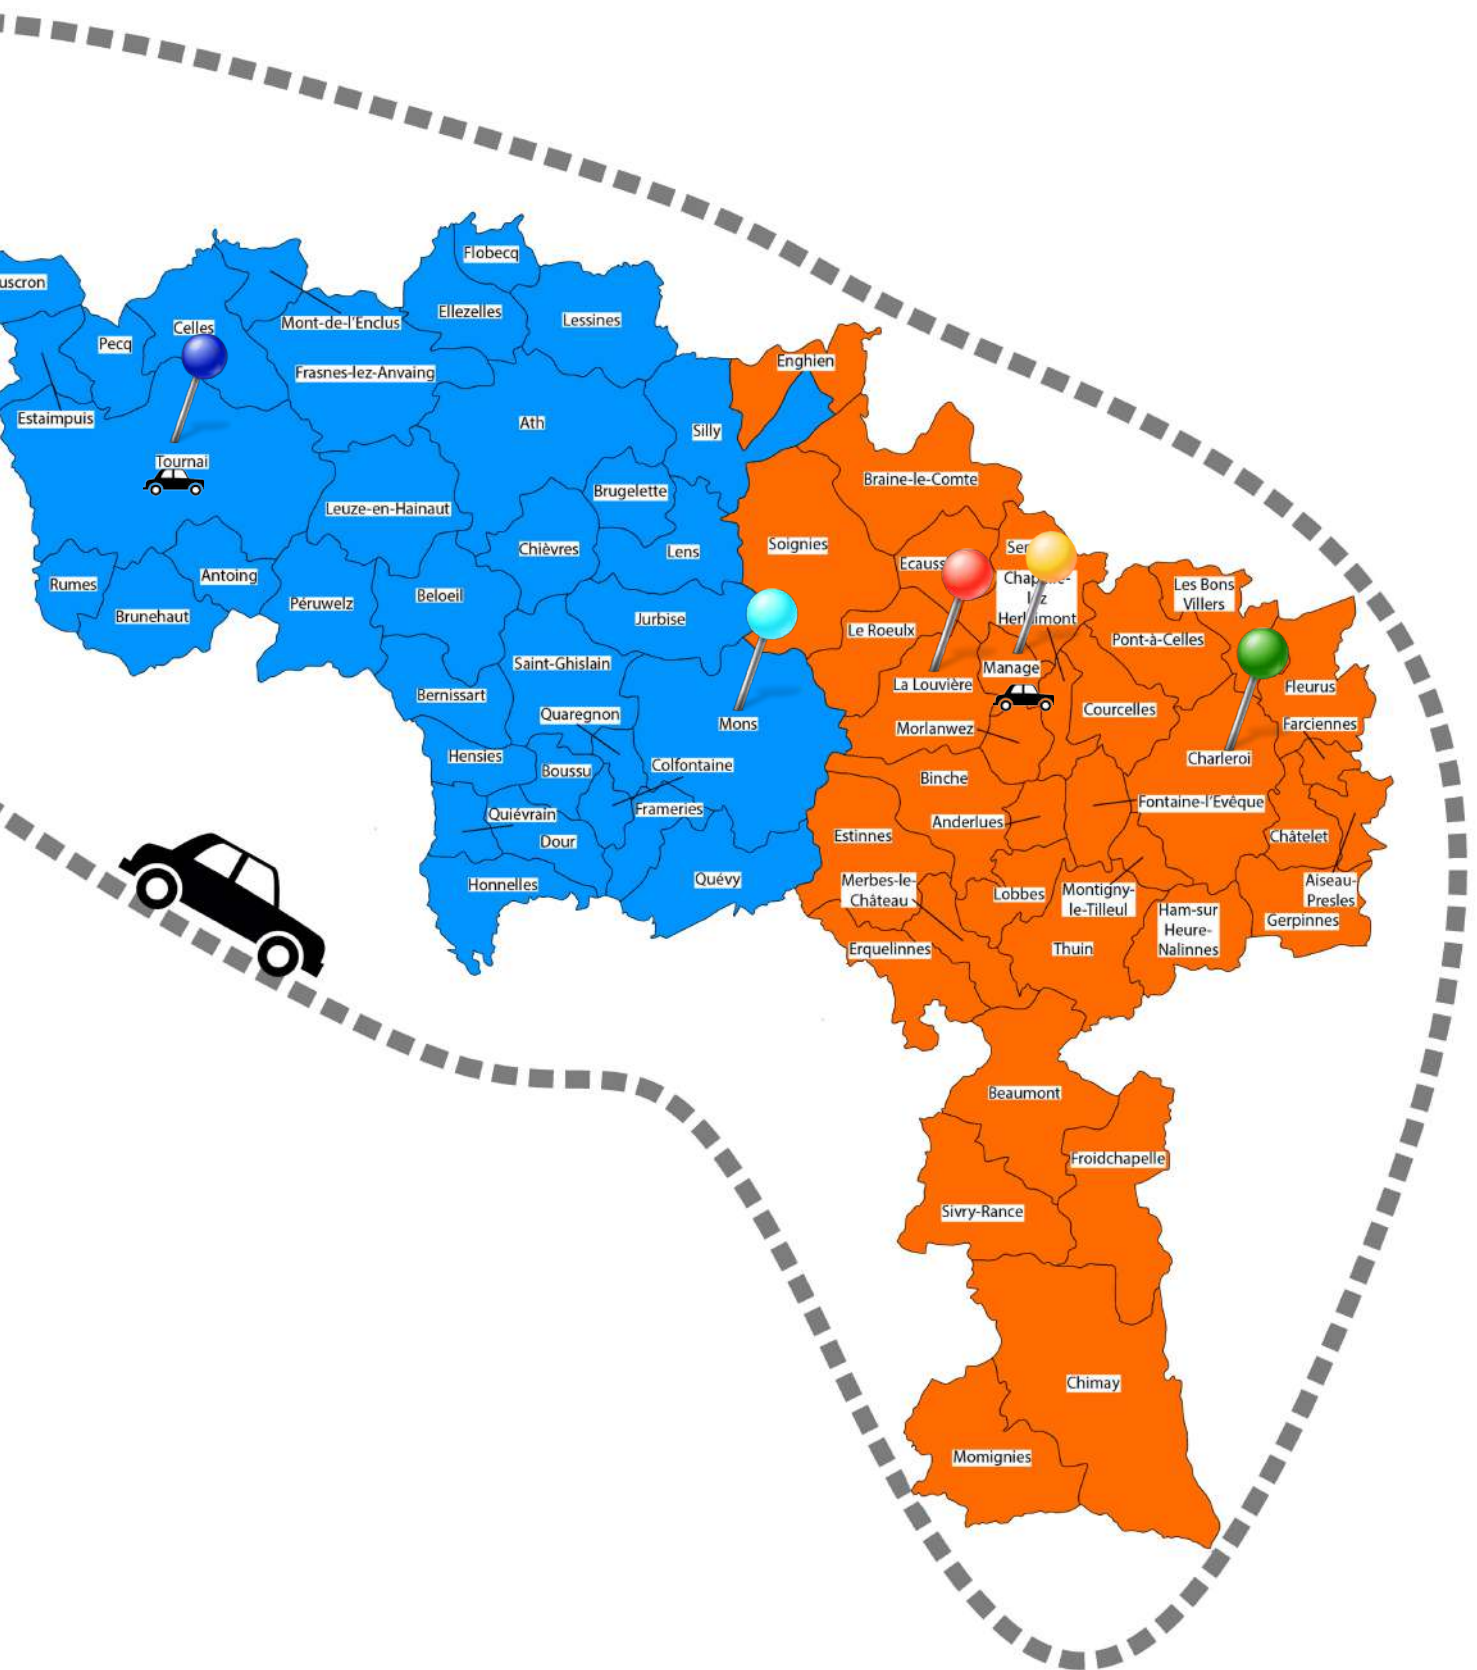 Flobecq
uscron
Ellezelles
Lessines
Mont-de-l'Enclus
Celles
Pecq
Enghien
Frasnes-lez-Anvaing
Estaimpuis
Ath
Silly
Tournai
Braine-le-Comte
Brugelette
Leuze-en-Hainaut
Soignies
Chièvres
Lens
Ser
Ecauss
Rumes
Antoing
Péruwelz
Beloeil
Les Bons
Villers
Brunehaut
Jurbise
Le Roeulx
Pont-à-Celles
Saint-Ghislain
Manage
La Louvière
Fleurus
Bernissart
Quaregnon
Mons
Courcelles
Farciennes
Morlanwez
Hensies
Boussu
Colfontaine
Charleroi
Binche
Fontaine-l'Evêque
Quiévrain
Frameries
Anderlues
Dour
Estinnes
Châtelet
Honnelles
Quévy
Merbes-le-
Château
Lobbes
Montigny-
le-Tilleul
Aiseau-
Presles
Ham-sur
Heure-
Nalinnes
Gerpinnes
Erquelinnes
Thuin
Beaumont
Froidchapelle
Sivry-Rance
Chimay
Momignies